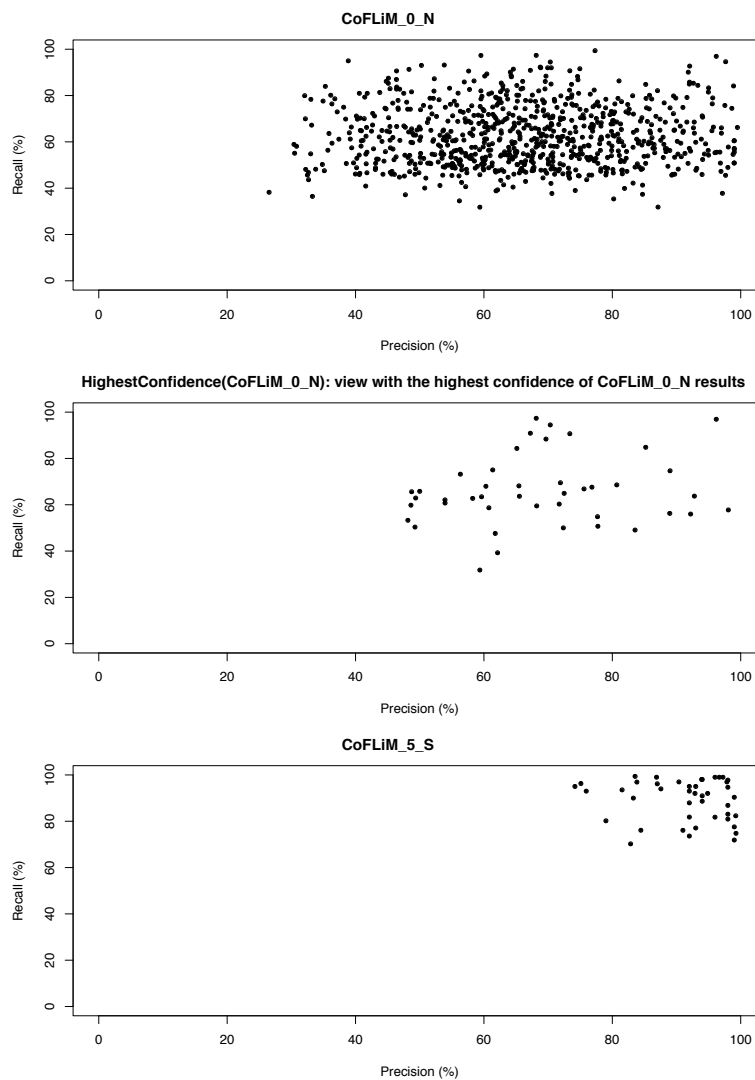 CoFLiM_0_N
100
80
60
40
20
0
Recall (%)
0 20 40 60 80 100
Precision (%)
HighestConfidence(CoFLiM_0_N): view with the highest confidence of CoFLiM_0_N results
100
80
60
40
20
0
Recall (%)
0 20 40 60 80 100
Precision (%)
CoFLiM_5_S
100
80
60
40
20
0
Recall (%)
0 20 40 60 80 100
Precision (%)